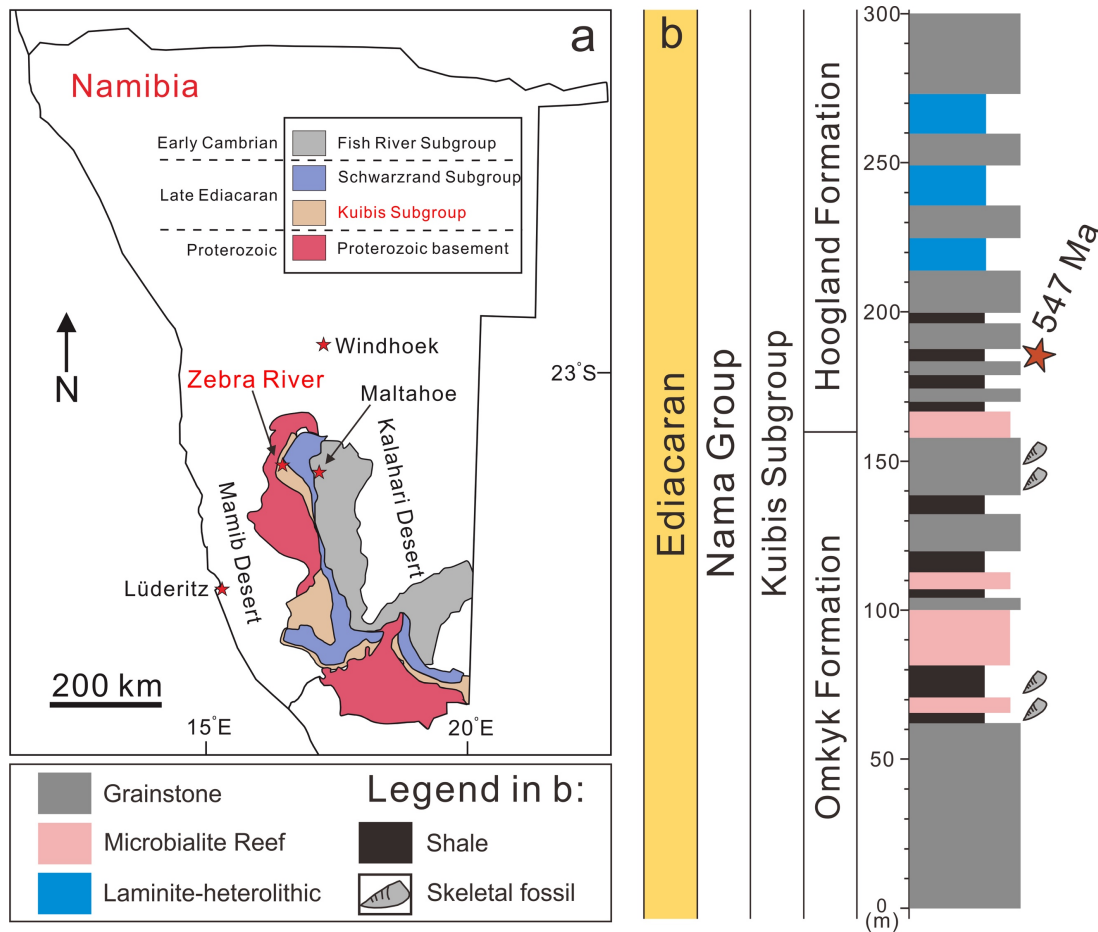 a
Namibia
Early Cambrian
Fish River Subgroup
Late Ediacaran
Schwarzrand Subgroup
Kuibis Subgroup
Proterozoic
Proterozoic basement
N
Windhoek
23°S
Zebra River
Maltahoe
Kalahari Desert
Mamib Desert
Lüderitz
200 km
15°E
20°E
Legend in b:
Grainstone
Microbialite Reef
Shale
Laminite-heterolithic
Skeletal fossil
b
Ediacaran
Nama Group
Kuibis Subgroup
Hoogland Formation
Omkyk Formation
300
250
200
150
100
50
0
(m)
547 Ma